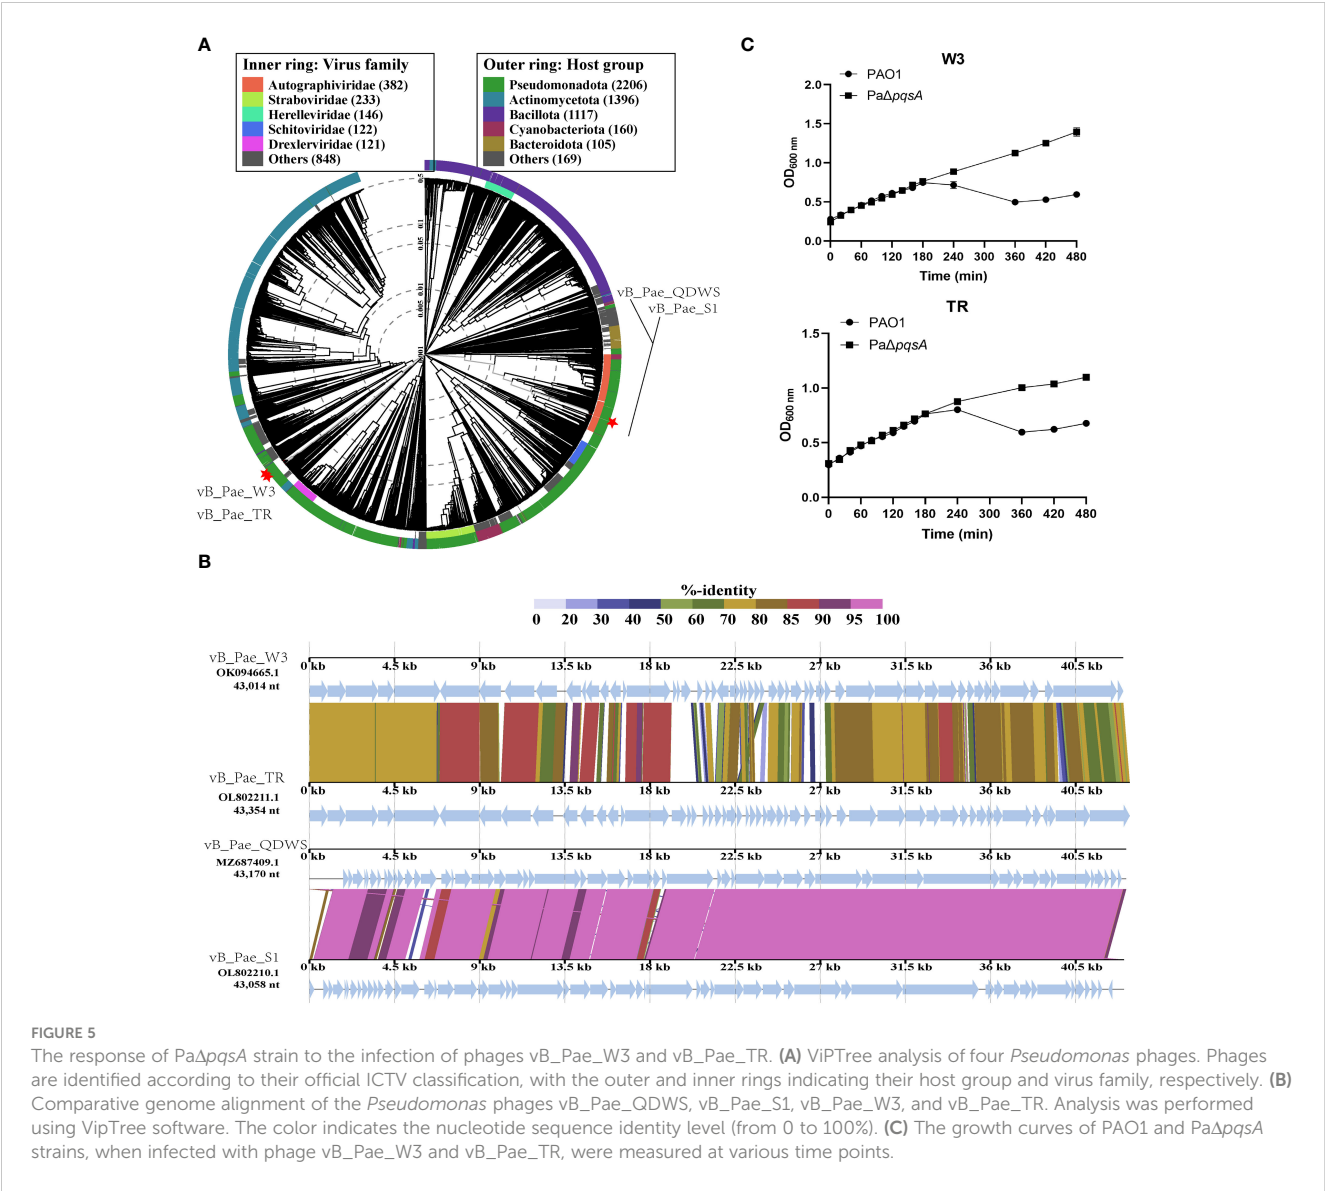 A
Inner ring: Virus family
Autographiviridae (382)
Straboviridae (233)
Herelleviridae (146)
Schitoviridae (122)
Drexlerviridae (121)
Others (848)
Outer ring: Host group
Pseudomonadota (2206)
Actinomycetota (1396)
Bacillota (1117)
Cyanobacteriota (160)
Bacteroidota (105)
Others (169)
0.5
0.1
0.05
0.01
0.005
0.001
vB_Pae_QDWS
vB_Pae_S1
vB_Pae_W3
vB_Pae_TR
C
W3
PAO1
PaΔpqsA
2.0
1.5
1.0
0.5
0.0
OD600 nm
0 60 120 180 240 300 360 420 480
Time (min)
TR
PAO1
PaΔpqsA
1.5
1.0
0.5
0.0
OD600 nm
0 60 120 180 240 300 360 420 480
Time (min)
B
%-identity
0 20 30 40 50 60 70 80 85 90 95 100
vB_Pae_W3
OK094665.1
43,014 nt
0 kb 4.5 kb 9 kb 13.5 kb 18 kb 22.5 kb 27 kb 31.5 kb 36 kb 40.5 kb
vB_Pae_TR
OL802211.1
43,354 nt
0 kb 4.5 kb 9 kb 13.5 kb 18 kb 22.5 kb 27 kb 31.5 kb 36 kb 40.5 kb
vB_Pae_QDWS
MZ687409.1
43,170 nt
0 kb 4.5 kb 9 kb 13.5 kb 18 kb 22.5 kb 27 kb 31.5 kb 36 kb 40.5 kb
vB_Pae_S1
OL802210.1
43,058 nt
0 kb 4.5 kb 9 kb 13.5 kb 18 kb 22.5 kb 27 kb 31.5 kb 36 kb 40.5 kb
FIGURE 5
The response of PaΔpqsA strain to the infection of phages vB_Pae_W3 and vB_Pae_TR. (A) ViPTree analysis of four Pseudomonas phages. Phages
are identified according to their official ICTV classification, with the outer and inner rings indicating their host group and virus family, respectively. (B)
Comparative genome alignment of the Pseudomonas phages vB_Pae_QDWS, vB_Pae_S1, vB_Pae_W3, and vB_Pae_TR. Analysis was performed
using VipTree software. The color indicates the nucleotide sequence identity level (from 0 to 100%). (C) The growth curves of PAO1 and PaΔpqsA
strains, when infected with phage vB_Pae_W3 and vB_Pae_TR, were measured at various time points.